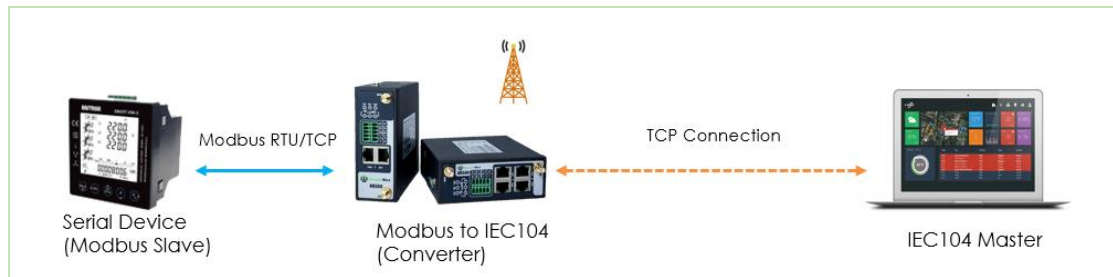 Modbus RTU/TCP
TCP Connection
Serial Device
(Modbus Slave)
Modbus to IEC104
(Converter)
IEC104 Master